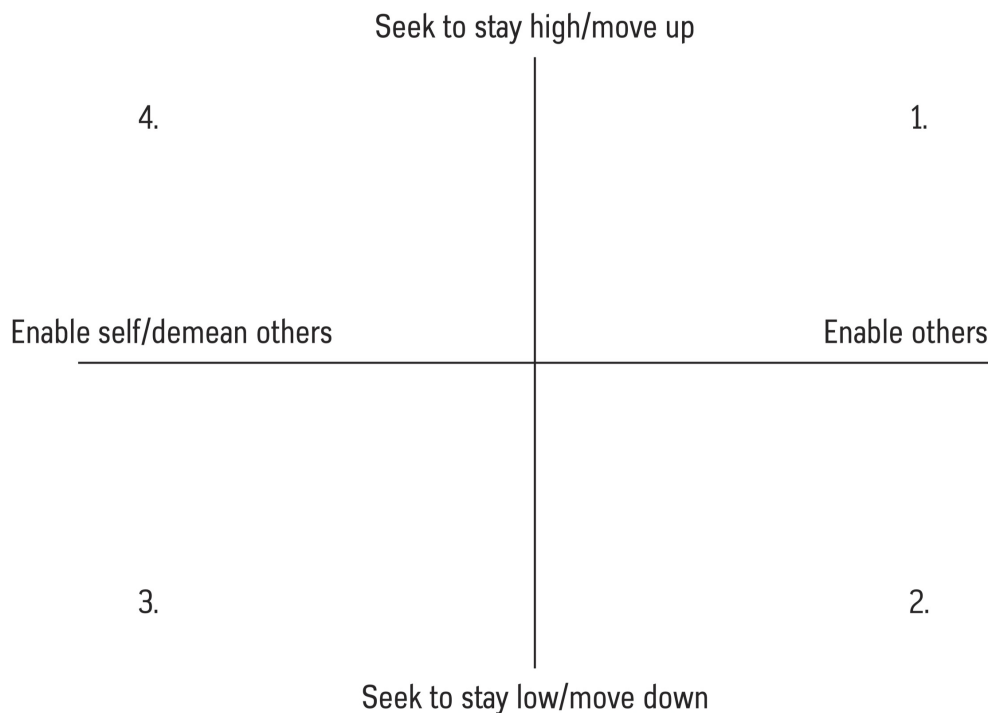 Seek to stay high/move up
4.
1.
Enable self/demean others
Enable others
3.
2.
Seek to stay low/move down